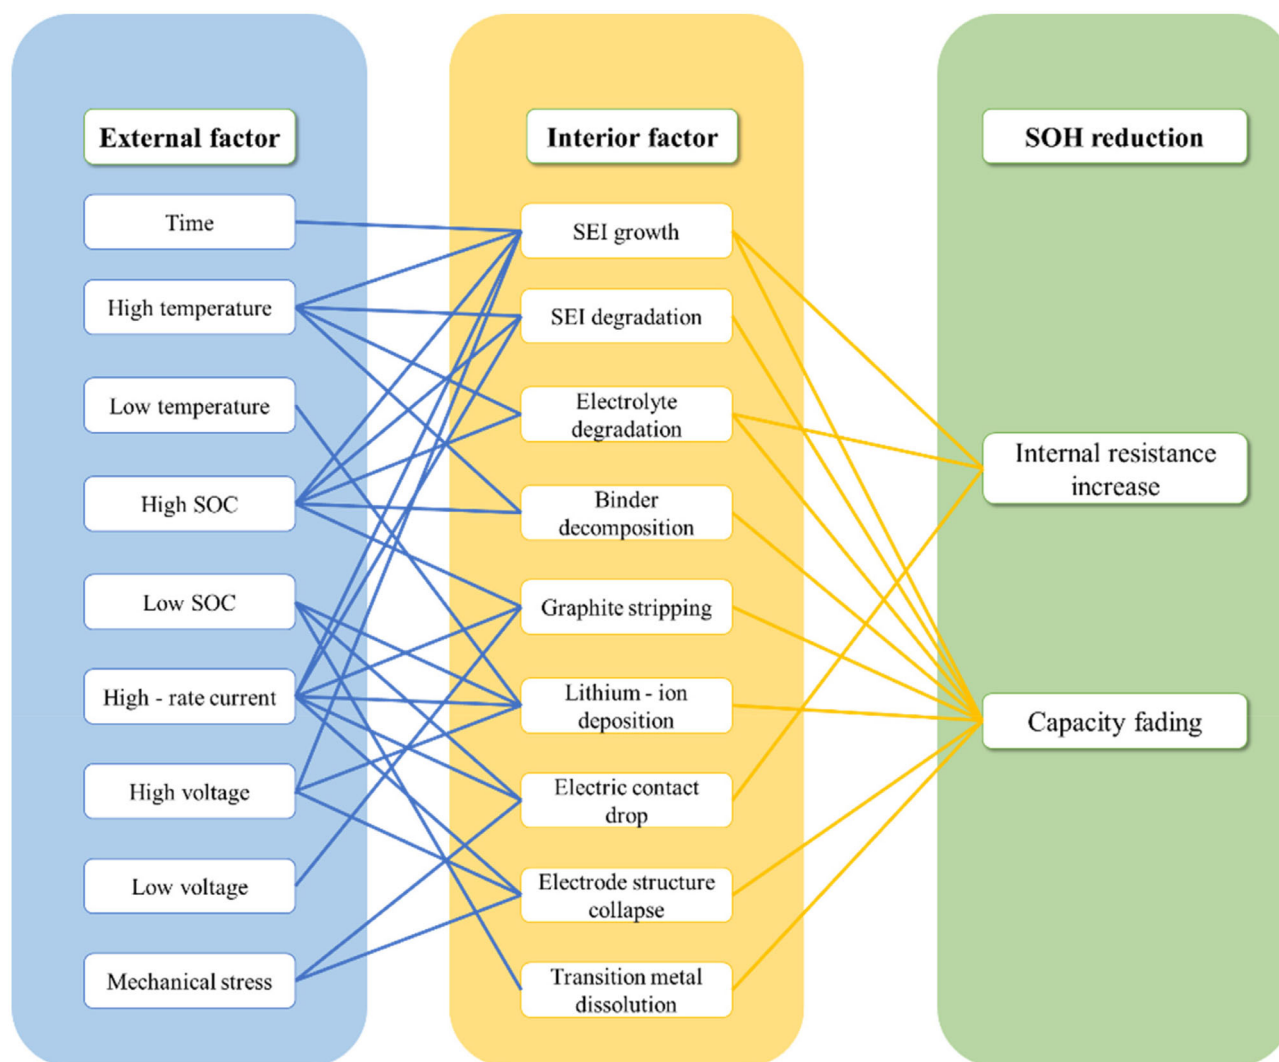 External factor
Time
High temperature
Low temperature
High SOC
Low SOC
High - rate current
High voltage
Low voltage
Mechanical stress
Interior factor
SEI growth
SEI degradation
Electrolyte
degradation
Binder
decomposition
Graphite stripping
Lithium - ion
deposition
Electric contact
drop
Electrode structure
collapse
Transition metal
dissolution
SOH reduction
Internal resistance
increase
Capacity fading